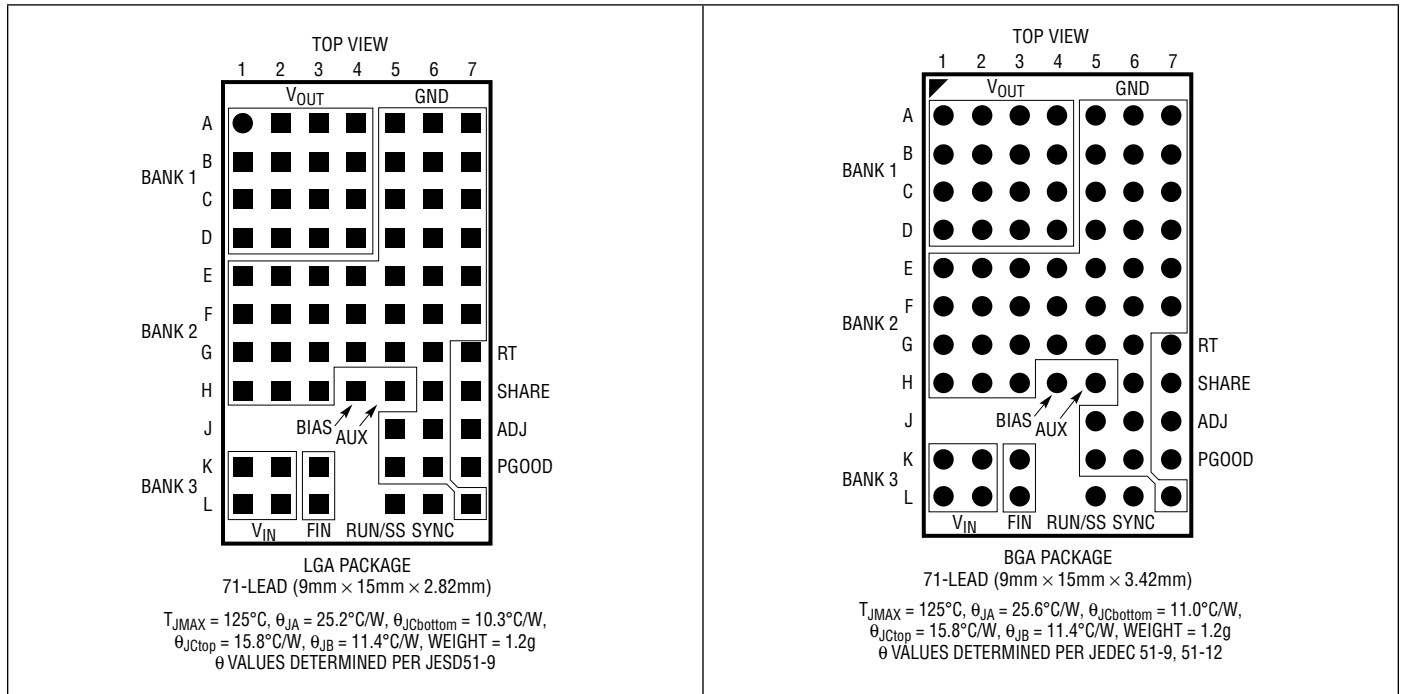 TOP VIEW
1 2 3 4 5 6 7
VOUT GND
A
B
BANK 1
C
D
E
F
BANK 2
G RT
H SHARE
BIAS
AUX
J ADJ
K PGOOD
BANK 3
L
VIN FIN RUN/SS SYNC
LGA PACKAGE
71-LEAD (9mm × 15mm × 2.82mm)
TJMAX = 125°C, θJA = 25.2°C/W, θJCbottom = 10.3°C/W,
θJCtop = 15.8°C/W, θJB = 11.4°C/W, WEIGHT = 1.2g
θ VALUES DETERMINED PER JESD51-9
TOP VIEW
1 2 3 4 5 6 7
VOUT GND
A
B
BANK 1
C
D
E
F
BANK 2
G RT
H SHARE
BIAS
AUX
J ADJ
K PGOOD
BANK 3
L
VIN FIN RUN/SS SYNC
BGA PACKAGE
71-LEAD (9mm × 15mm × 3.42mm)
TJMAX = 125°C, θJA = 25.6°C/W, θJCbottom = 11.0°C/W,
θJCtop = 15.8°C/W, θJB = 11.4°C/W, WEIGHT = 1.2g
θ VALUES DETERMINED PER JEDEC 51-9, 51-12